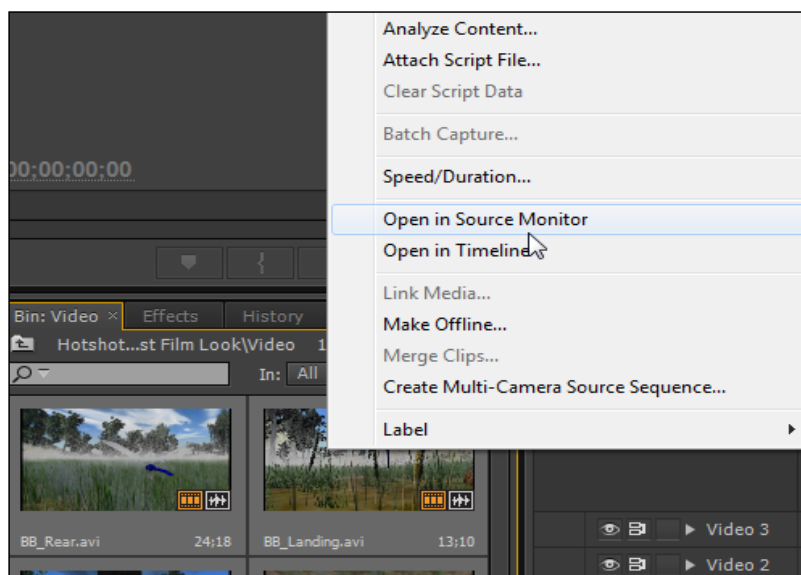 Analyze Content...
Attach Script File...
Clear Script Data
Batch Capture...
00;00;00;00
Speed/Duration...
Open in Source Monitor
Open in Timeline
Link Media...
Make Offline...
Merge Clips...
Create Multi-Camera Source Sequence...
Label
Bin: Video × Effects History
Hotshot...st Film Look\Video 1
In: All
BB_Rear.avi 24;18 BB_Landing.avi 13;10
Video 3
Video 2